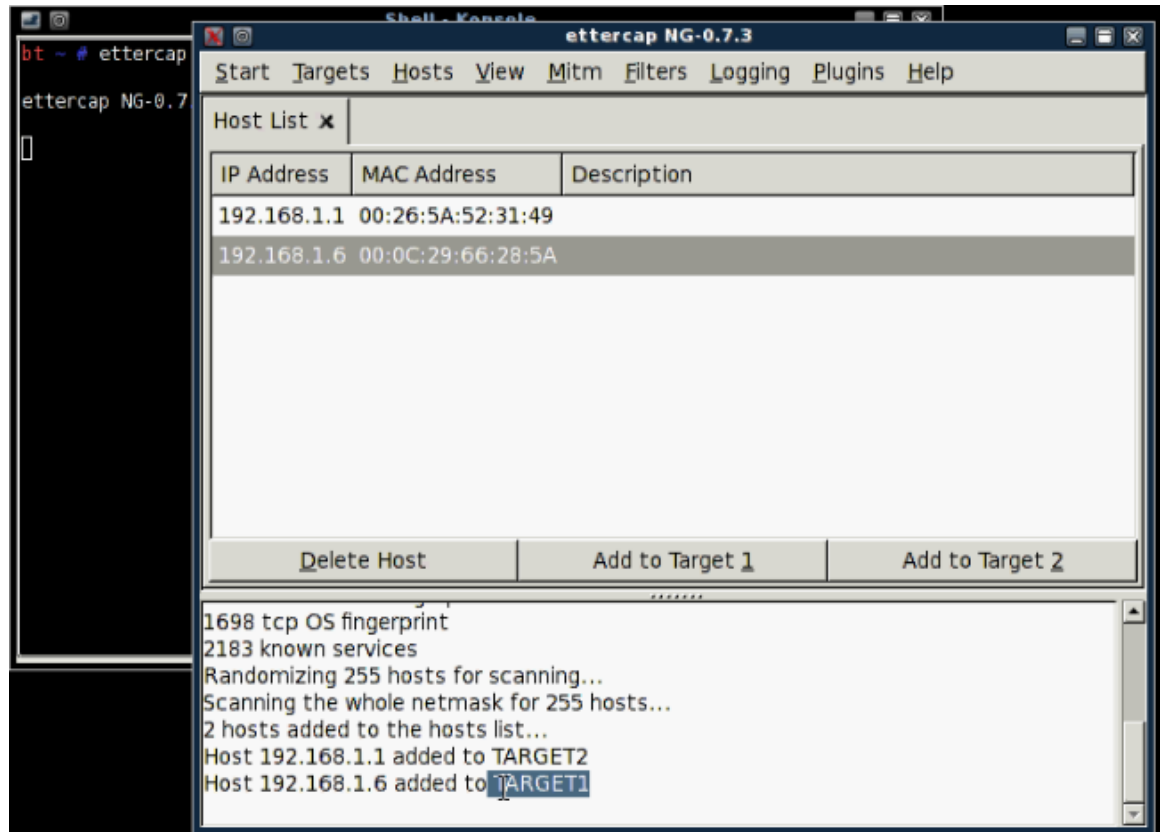 Shell - Konsole
bt ~ # ettercap
ettercap NG-0.7
ettercap NG-0.7.3
Start Targets Hosts View Mitm Filters Logging Plugins Help
Host List x
IP Address MAC Address Description
192.168.1.1 00:26:5A:52:31:49
192.168.1.6 00:0C:29:66:28:5A
Delete Host Add to Target 1 Add to Target 2
1698 tcp OS fingerprint
2183 known services
Randomizing 255 hosts for scanning...
Scanning the whole netmask for 255 hosts...
2 hosts added to the hosts list...
Host 192.168.1.1 added to TARGET2
Host 192.168.1.6 added to TARGET1